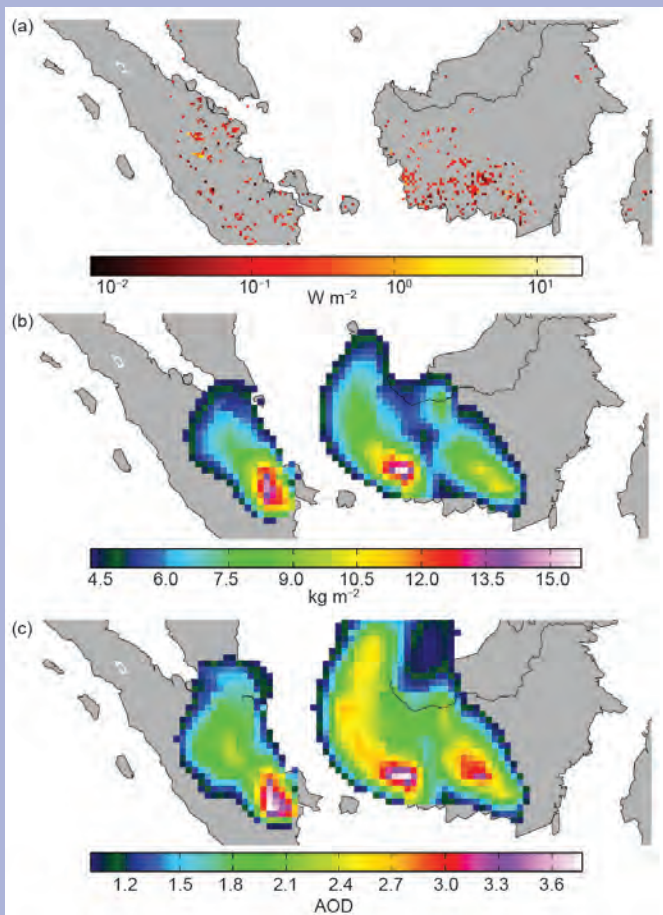 (a)
10⁻² 10⁻¹ 10⁰ 10¹
W m⁻²
(b)
4.5 6.0 7.5 9.0 10.5 12.0 13.5 15.0
kg m⁻²
(c)
1.2 1.5 1.8 2.1 2.4 2.7 3.0 3.3 3.6
AOD